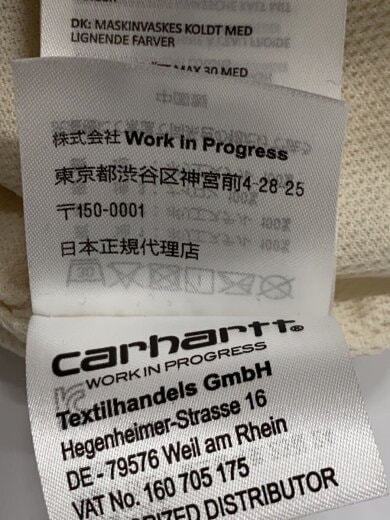 DK: MASKINVASKES KOLDT MED
LIGNENDE FARVER
MAX 30 MED
株式会社 Work in Progress
東京都渋谷区神宮前4-28-25
〒150-0001
日本正規代理店
carhartt®
WORK IN PROGRESS
Textilhandels GmbH
Hegenheimer-Strasse 16
DE - 79576 Weil am Rhein
VAT No. 160 705 175
DISTRIBUTOR